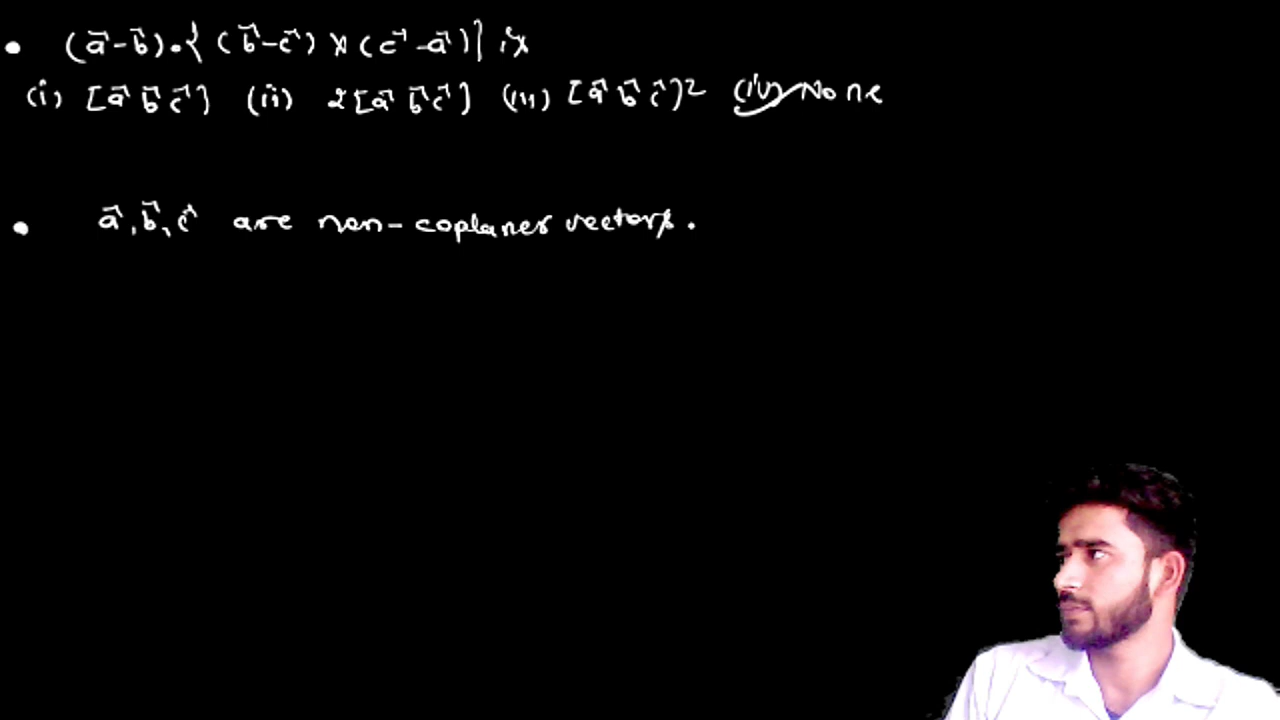 • (a⃗-b⃗).{(b⃗-c⃗)×(c⃗-a⃗)} is
(i) [a⃗ b⃗ c⃗] (ii) 2[a⃗ b⃗ c⃗] (iii) [a⃗ b⃗ c⃗]² (iv) None
• a⃗, b⃗, c⃗ are non-coplaner vectors.